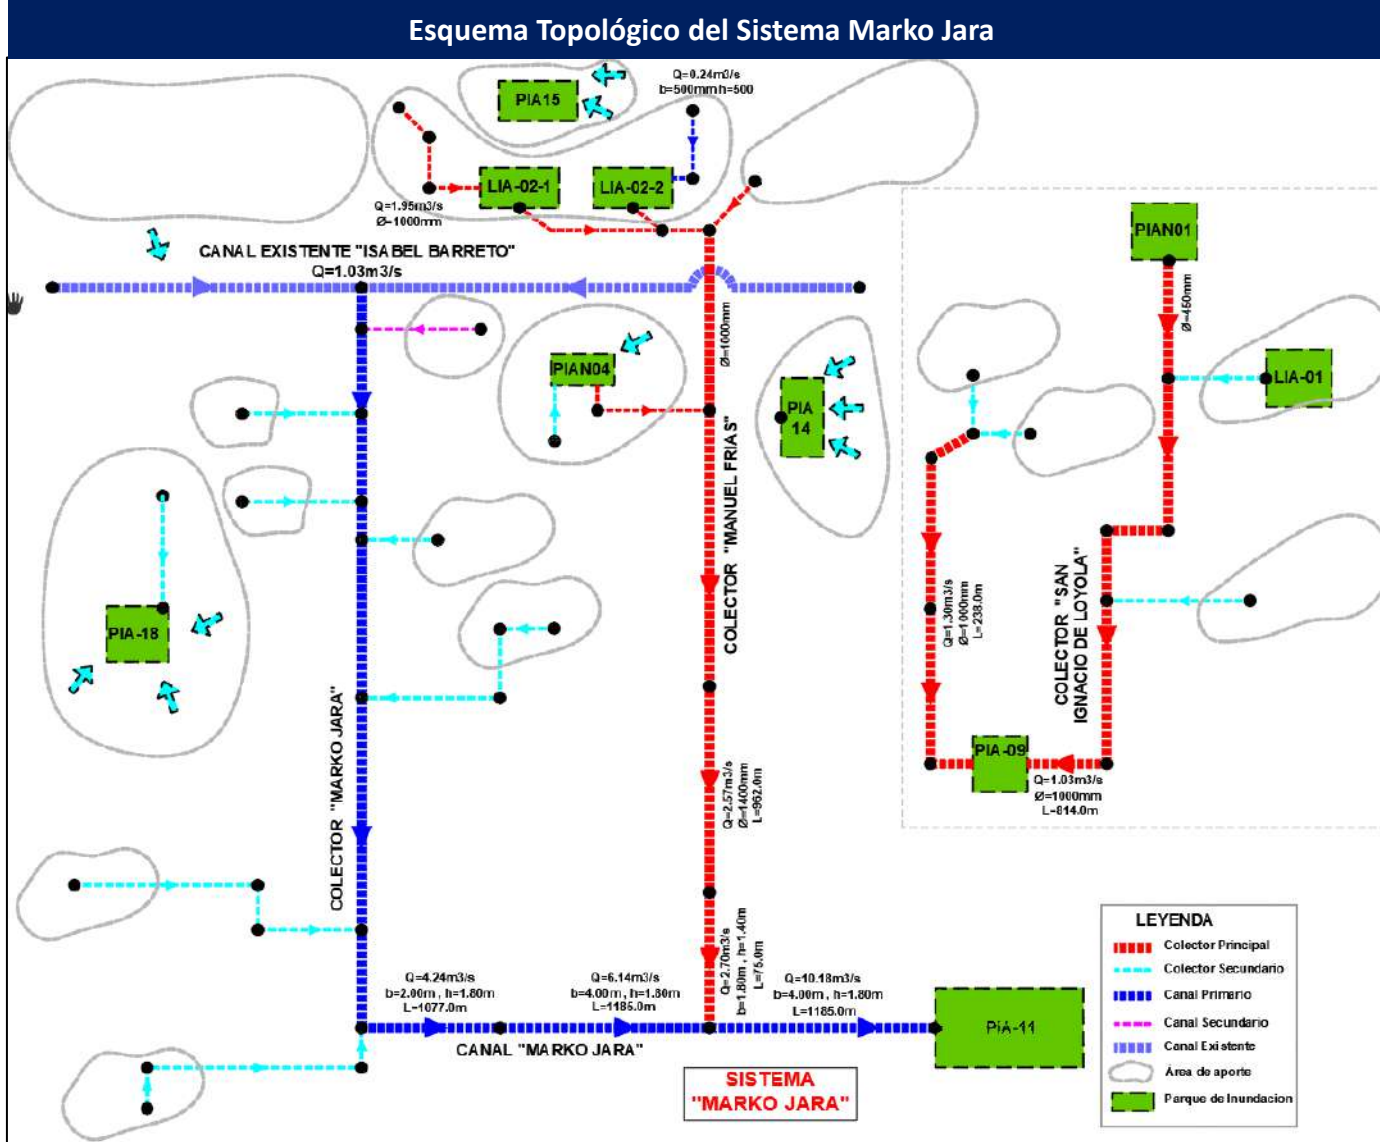 Esquema Topológico del Sistema Marko Jara
PIA15
Q=0.24m3/s
b=500mm h=500
LIA-02-1
LIA-02-2
Q=1.95m3/s
Ø=1000mm
CANAL EXISTENTE "ISABEL BARRETO"
Q=1.03m3/s
PIAN01
Ø=450mm
LIA-01
Ø=1000mm
PIAN04
PIA
14
COLECTOR "MANUEL FRIAS"
PIA-18
COLECTOR "MARKO JARA"
Q=1.30m3/s
Ø=1000mm
L=238.0m
COLECTOR "SAN
IGNACIO DE LOYOLA"
PIA-09
Q=1.03m3/s
Ø=1000mm
L=814.0m
Q=2.57m3/s
Ø=1400mm
L=962.0m
Q=2.70m3/s
b=1.80m , h=1.40m
L=75.0m
Q=4.24m3/s
b=2.00m , h=1.80m
L=1077.0m
Q=6.14m3/s
b=4.00m , h=1.80m
L=1185.0m
Q=10.18m3/s
b=4.00m , h=1.80m
L=1185.0m
PIA-11
CANAL "MARKO JARA"
SISTEMA
"MARKO JARA"
LEYENDA
Colector Principal
Colector Secundario
Canal Primario
Canal Secundario
Canal Existente
Área de aporte
Parque de Inundacion